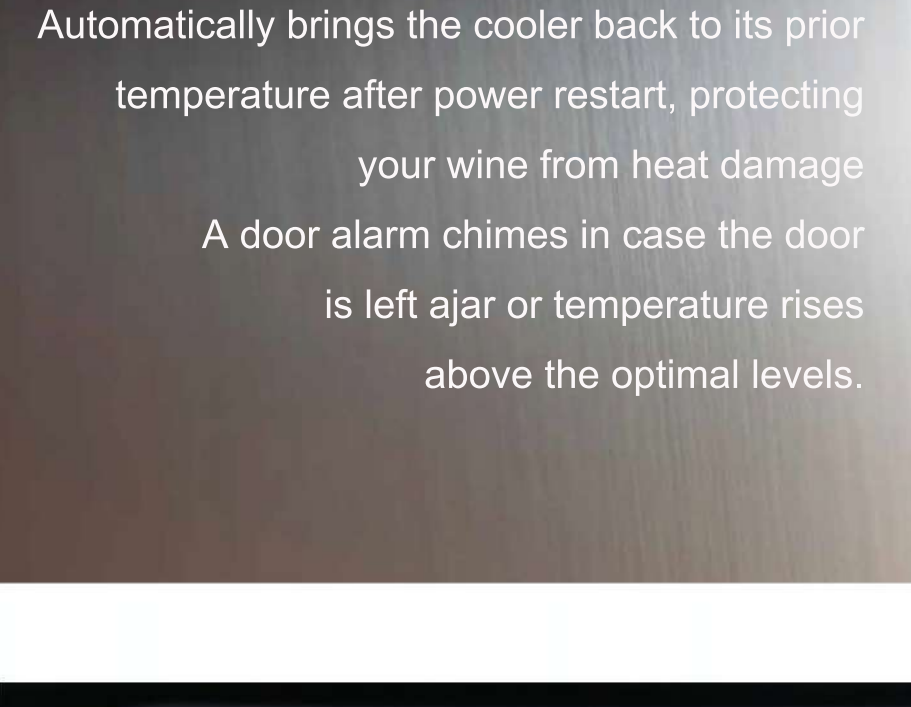 Automatically brings the cooler back to its prior
temperature after power restart, protecting
your wine from heat damage
A door alarm chimes in case the door
is left ajar or temperature rises
above the optimal levels.